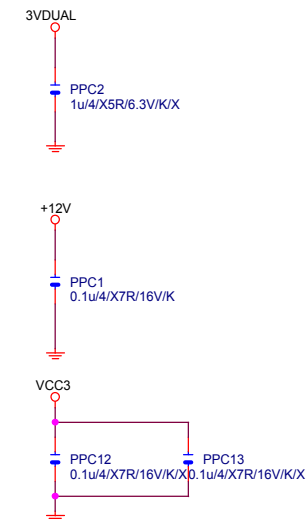 3VDUAL
PPC2
1u/4/X5R/6.3V/K/X
+12V
PPC1
0.1u/4/X7R/16V/K
VCC3
PPC12 PPC13
0.1u/4/X7R/16V/K/X 0.1u/4/X7R/16V/K/X